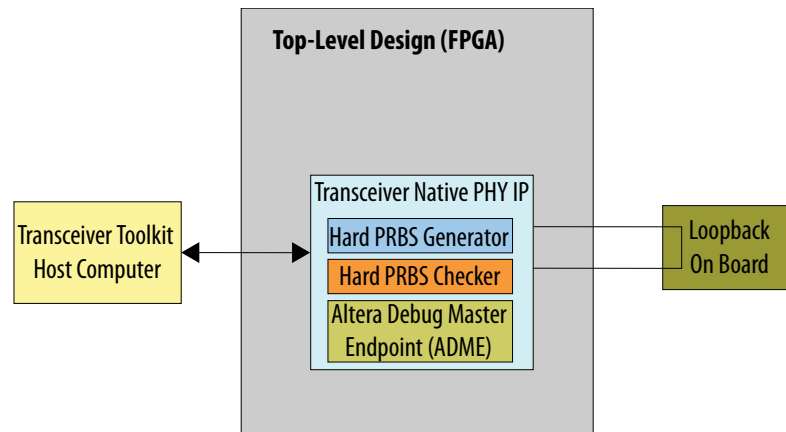 Top-Level Design (FPGA)
Transceiver Native PHY IP
Hard PRBS Generator
Hard PRBS Checker
Altera Debug Master
Endpoint (ADME)
Transceiver Toolkit
Host Computer
Loopback
On Board